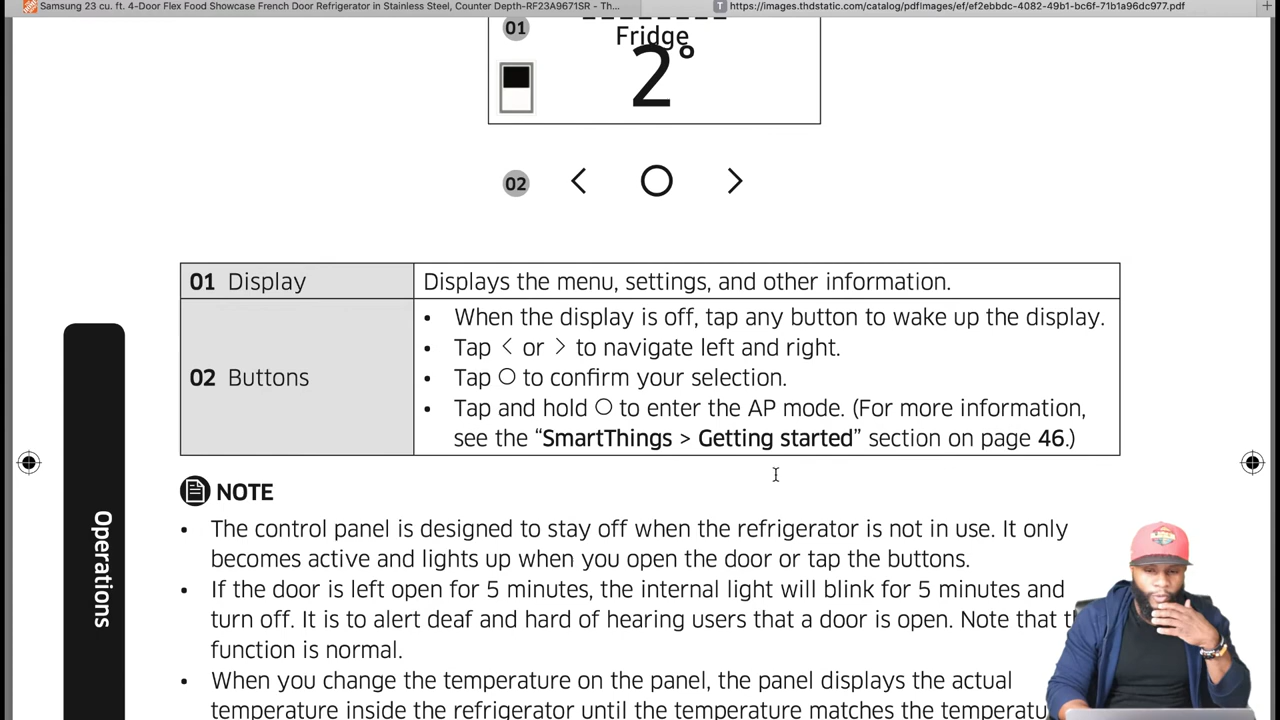 Samsung 23 cu. ft. 4-Door Flex Food Showcase French Door Refrigerator in Stainless Steel, Counter Depth-RF23A9671SR - Th...
https://images.thdstatic.com/catalog/pdfImages/ef/ef2ebbdc-4082-49b1-bc6f-71b1a96dc977.pdf
01 Fridge
2°
02 < ○ >
01 Display Displays the menu, settings, and other information.
02 Buttons
• When the display is off, tap any button to wake up the display.
• Tap < or > to navigate left and right.
• Tap ○ to confirm your selection.
• Tap and hold ○ to enter the AP mode. (For more information,
see the “SmartThings > Getting started” section on page 46.)
NOTE
• The control panel is designed to stay off when the refrigerator is not in use. It only
becomes active and lights up when you open the door or tap the buttons.
• If the door is left open for 5 minutes, the internal light will blink for 5 minutes and
turn off. It is to alert deaf and hard of hearing users that a door is open. Note that
function is normal.
• When you change the temperature on the panel, the panel displays the actual
temperature inside the refrigerator until the temperature matches the
Operations